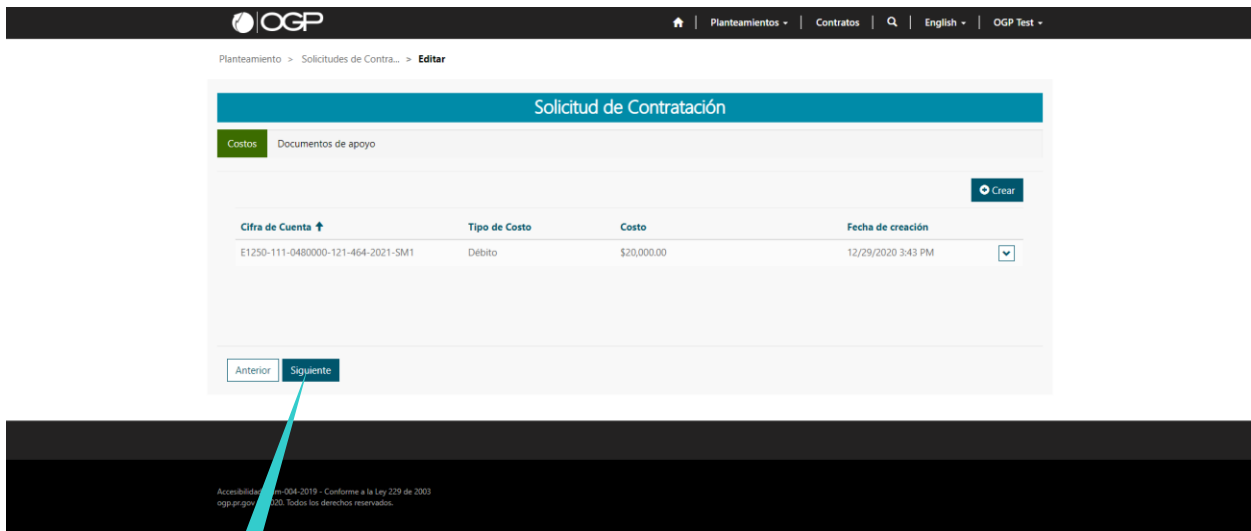 OGP
Planteamientos | Contratos | English | OGP Test
Planteamiento > Solicitudes de Contra... > Editar
Solicitud de Contratación
Costos Documentos de apoyo
Crear
Cifra de Cuenta Tipo de Costo Costo Fecha de creación
E1250-111-0480000-121-464-2021-SM1 Débito $20,000.00 12/29/2020 3:43 PM
Anterior Siguiente
-004-2019 - Conforme a la Ley 229 de 2003
ogp.pr.gov Todos los derechos reservados.